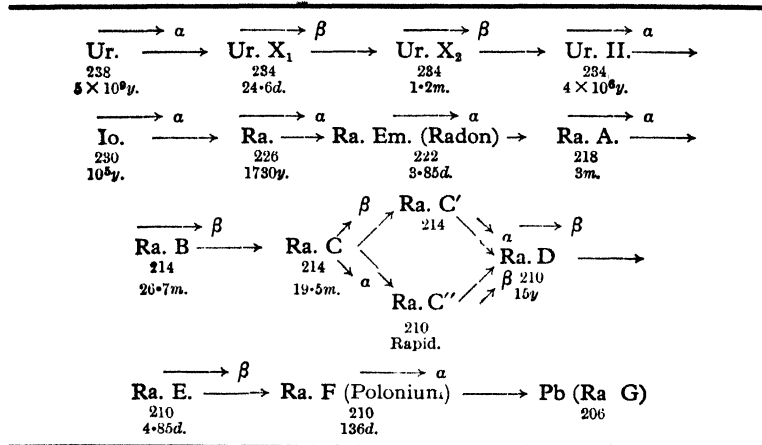 α β β α
Ur. Ur. X₁ Ur. X₂ Ur. II.
238 234 234 234
5 × 10⁹y. 24·6d. 1·2m. 4 × 10⁶y.
α α α α
Io. Ra. Ra. Em. (Radon) Ra. A.
230 226 222 218
10⁵y. 1730y. 3·85d. 3m.
β β Ra. C′ α β
Ra. B Ra. C 214 Ra. D
214 214 α β 210
26·7m. 19·5m. Ra. C″ 15y
210
Rapid.
β α
Ra. E. Ra. F (Polonium) Pb (Ra G)
210 210 206
4·85d. 136d.